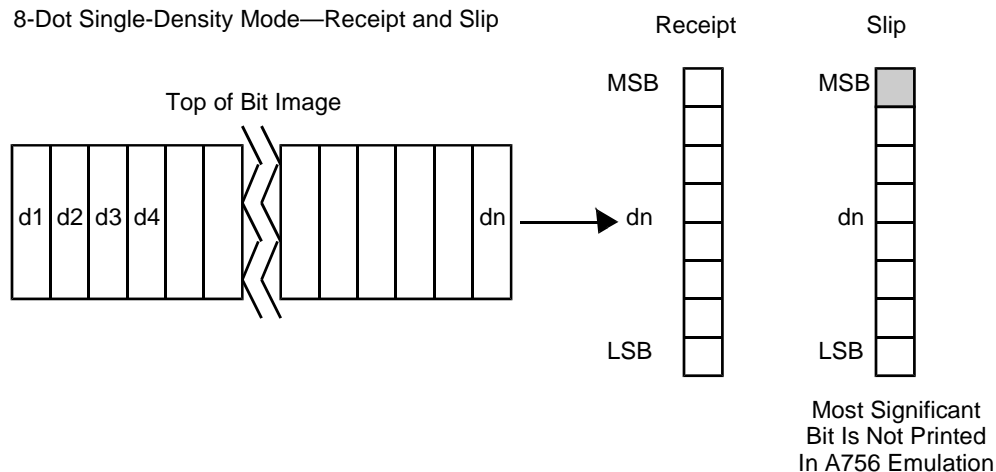 8-Dot Single-Density Mode—Receipt and Slip
Receipt
Slip
Top of Bit Image
MSB
MSB
d1 d2 d3 d4 dn
dn
dn
LSB
LSB
Most Significant
Bit Is Not Printed
In A756 Emulation